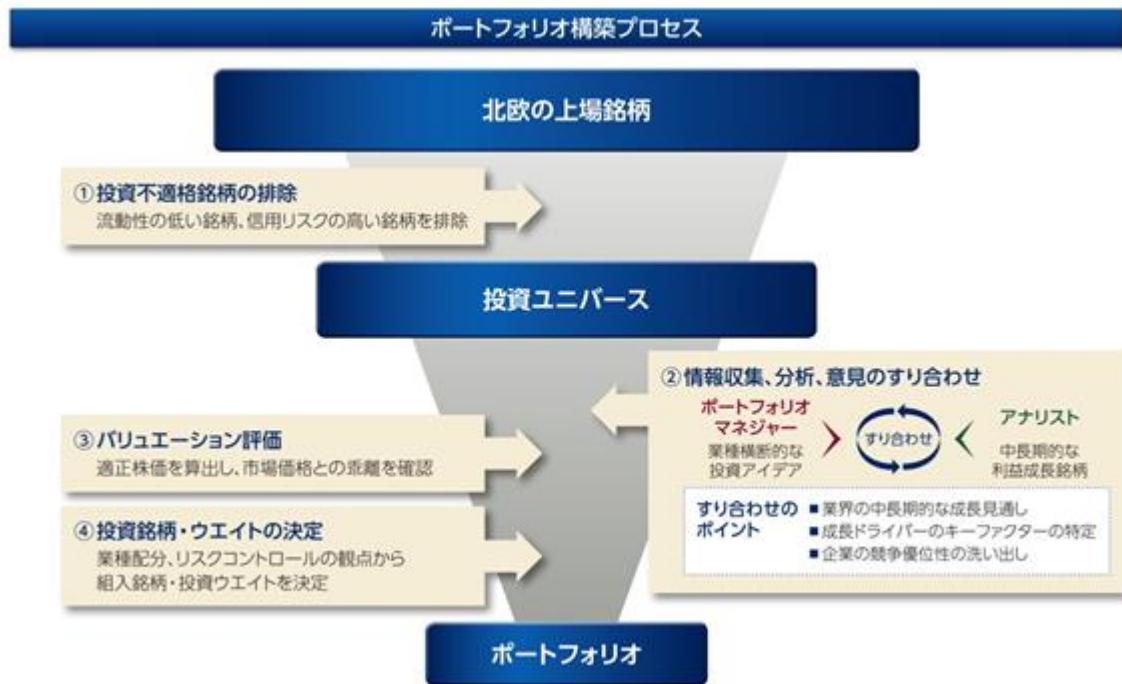 ポートフォリオ構築プロセス
北欧の上場銘柄
①投資不適格銘柄の排除
流動性の低い銘柄、信用リスクの高い銘柄を排除
投資ユニバース
②情報収集、分析、意見のすり合わせ
ポートフォリオ
マネジャー
業種横断的な
投資アイデア
すり合わせ
アナリスト
中長期的な
利益成長銘柄
すり合わせの
ポイント
■業界の中長期的な成長見通し
■成長ドライバーのキーファクターの特定
■企業の競争優位性の洗い出し
③バリュエーション評価
適正株価を算出し、市場価格との乖離を確認
④投資銘柄・ウエイトの決定
業種配分、リスクコントロールの観点から
組入銘柄・投資ウエイトを決定
ポートフォリオ